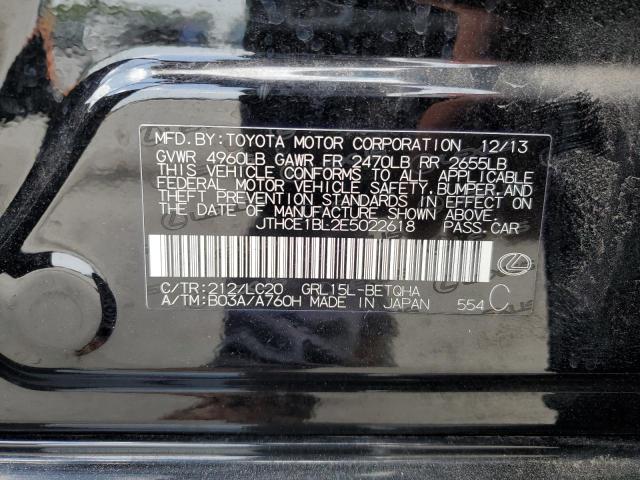 MFD.BY:TOYOTA MOTOR CORPORATION 12/13
GVWR 4960LB GAWR FR 2470LB RR 2655LB
THIS VEHICLE CONFORMS TO ALL APPLICABLE
FEDERAL MOTOR VEHICLE SAFETY,BUMPER,AND
THEFT PREVENTION STANDARDS IN EFFECT ON
THE DATE OF MANUFACTURE SHOWN ABOVE.
JTHCE1BL2E5022618 PASS.CAR
C/TR:212/LC20 GRL15L-BETQHA
A/TM:B03A/A760H MADE IN JAPAN 554C